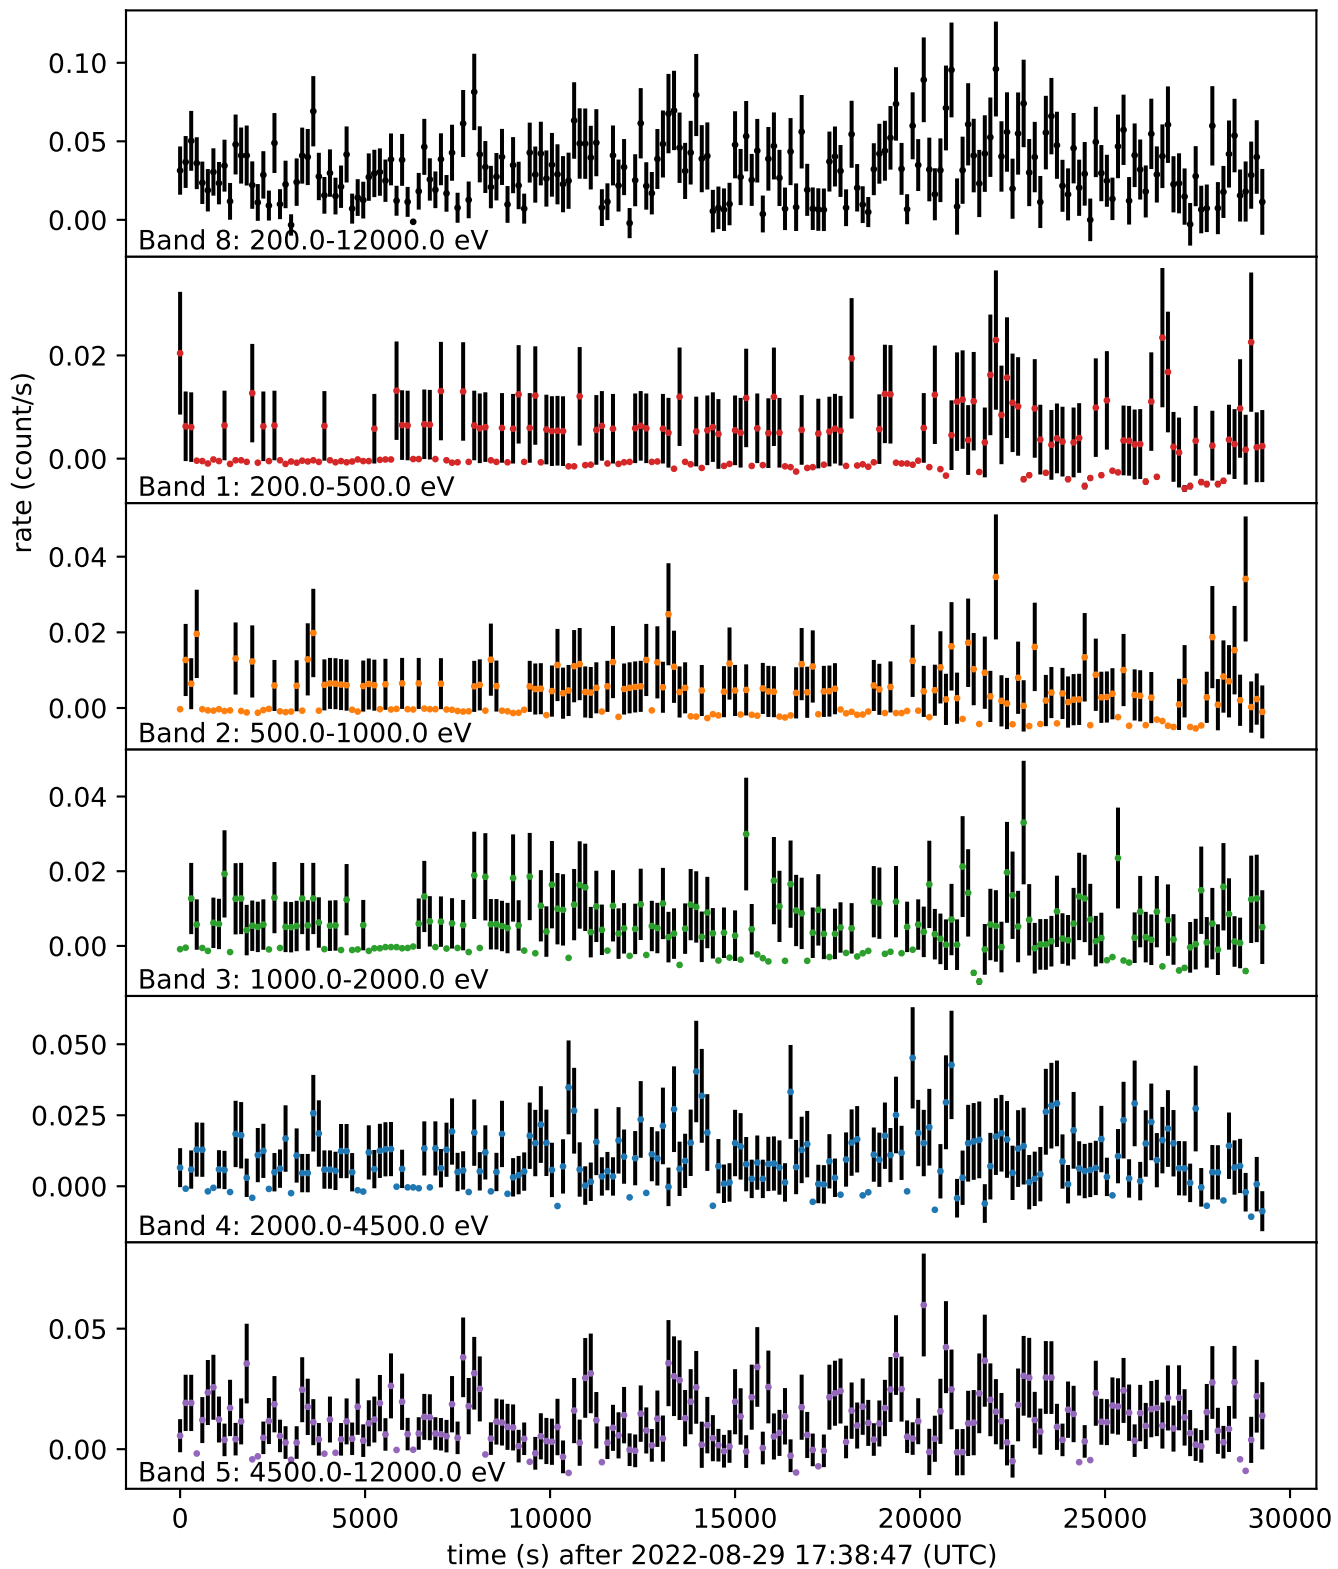 0.10
0.05
0.00
Band 8: 200.0-12000.0 eV
0.02
0.00
Band 1: 200.0-500.0 eV
rate (count/s)
0.04
0.02
0.00
Band 2: 500.0-1000.0 eV
0.04
0.02
0.00
Band 3: 1000.0-2000.0 eV
0.050
0.025
0.000
Band 4: 2000.0-4500.0 eV
0.05
0.00
Band 5: 4500.0-12000.0 eV
0 5000 10000 15000 20000 25000 30000
time (s) after 2022-08-29 17:38:47 (UTC)